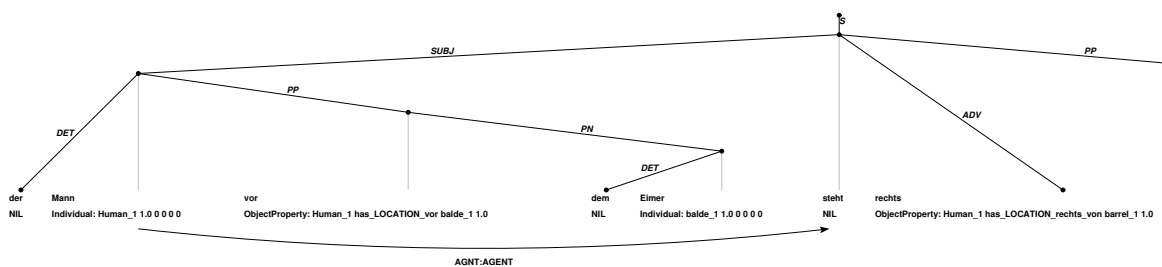 S
SUBJ
PP
PP
ADV
PN
DET
DET
der Mann vor dem Eimer steht rechts
NIL Individual: Human_1 1.0 0 0 0 0 ObjectProperty: Human_1 has_LOCATION_vor balde_1 1.0 NIL Individual: balde_1 1.0 0 0 0 0 NIL ObjectProperty: Human_1 has_LOCATION_rechts_von barrel_1 1.0
AGNT:AGENT